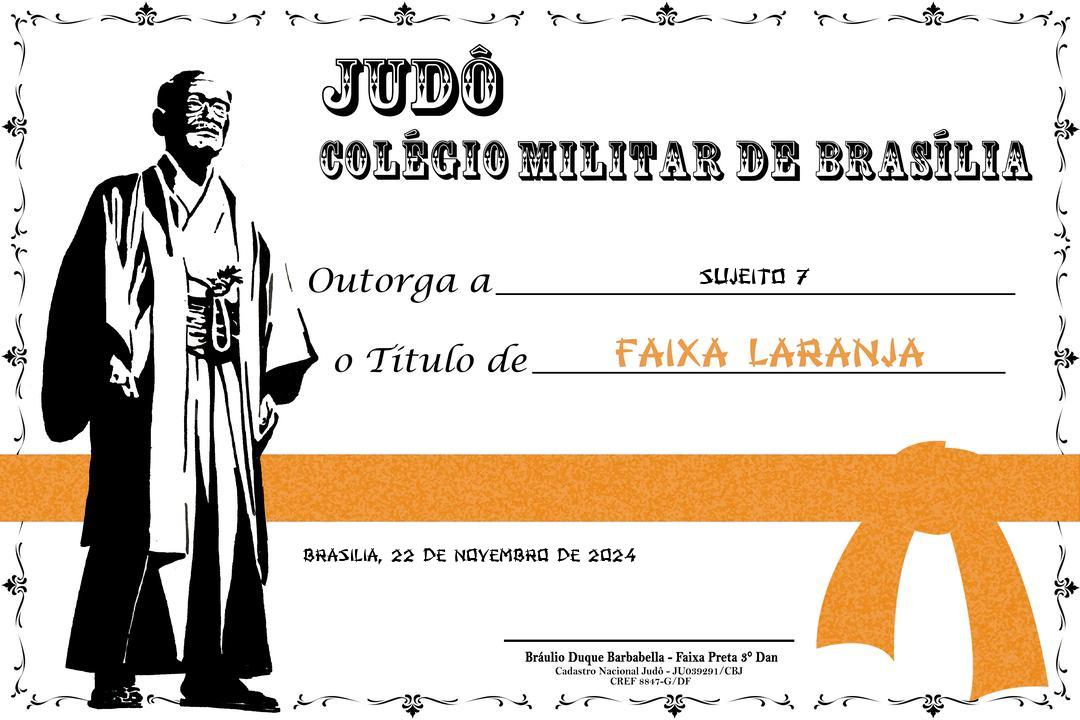 JUDÔ
COLÉGIO MILITAR DE BRASÍLIA
Outorga a SUJEITO 7
o Título de FAIXA LARANJA
BRASILIA, 22 DE NOVEMBRO DE 2024
Bráulio Duque Barbabella - Faixa Preta 3º Dan
Cadastro Nacional Judô - JU039291/CBJ
CREF 8847-G/DF